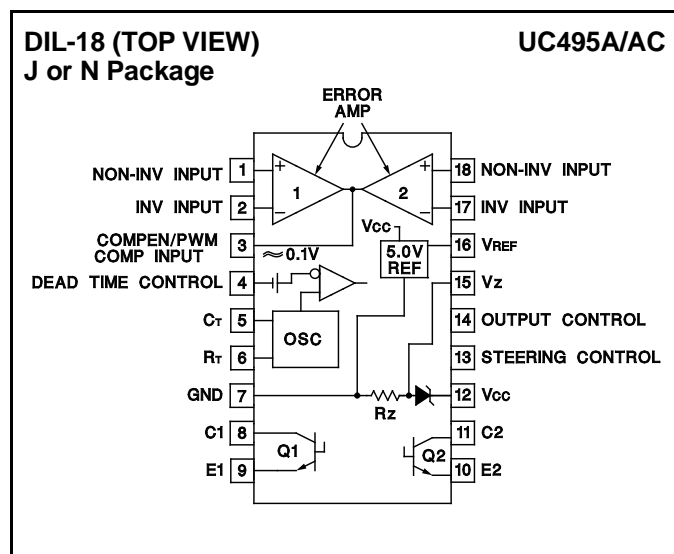 DIL-18 (TOP VIEW) UC495A/AC
J or N Package
ERROR
AMP
NON-INV INPUT 1 + + 18 NON-INV INPUT
1 2
INV INPUT 2 − − 17 INV INPUT
COMPEN/PWM
COMP INPUT 3 ≈0.1V Vcc 5.0V
REF 16 VREF
DEAD TIME CONTROL 4 15 Vz
CT 5 OSC 14 OUTPUT CONTROL
RT 6 13 STEERING CONTROL
GND 7 Rz 12 Vcc
C1 8 Q1 Q2 11 C2
E1 9 10 E2